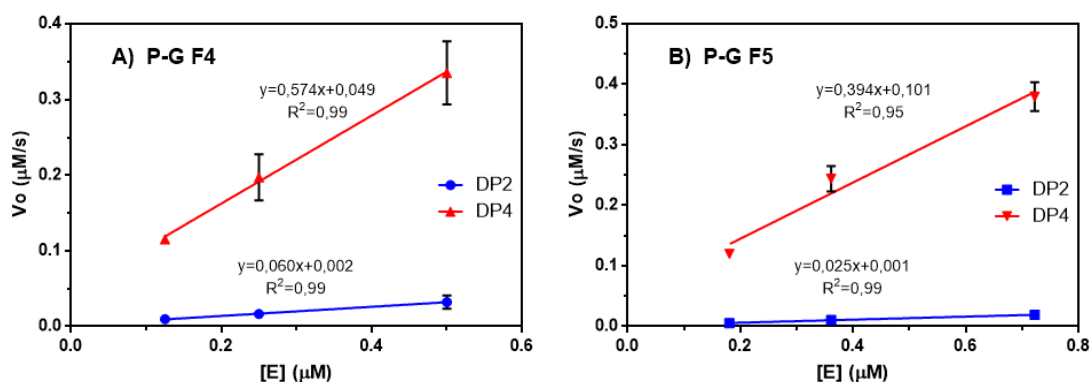 A) P-G F4
Vo (µM/s)
0.4
0.3
0.2
0.1
0.0
y=0,574x+0,049
R²=0,99
DP2
DP4
y=0,060x+0,002
R²=0,99
0.0 0.2 0.4 0.6
[E] (µM)
B) P-G F5
Vo (µM/s)
0.5
0.4
0.3
0.2
0.1
0.0
y=0,394x+0,101
R²=0,95
DP2
DP4
y=0,025x+0,001
R²=0,99
0.0 0.2 0.4 0.6 0.8
[E] (µM)